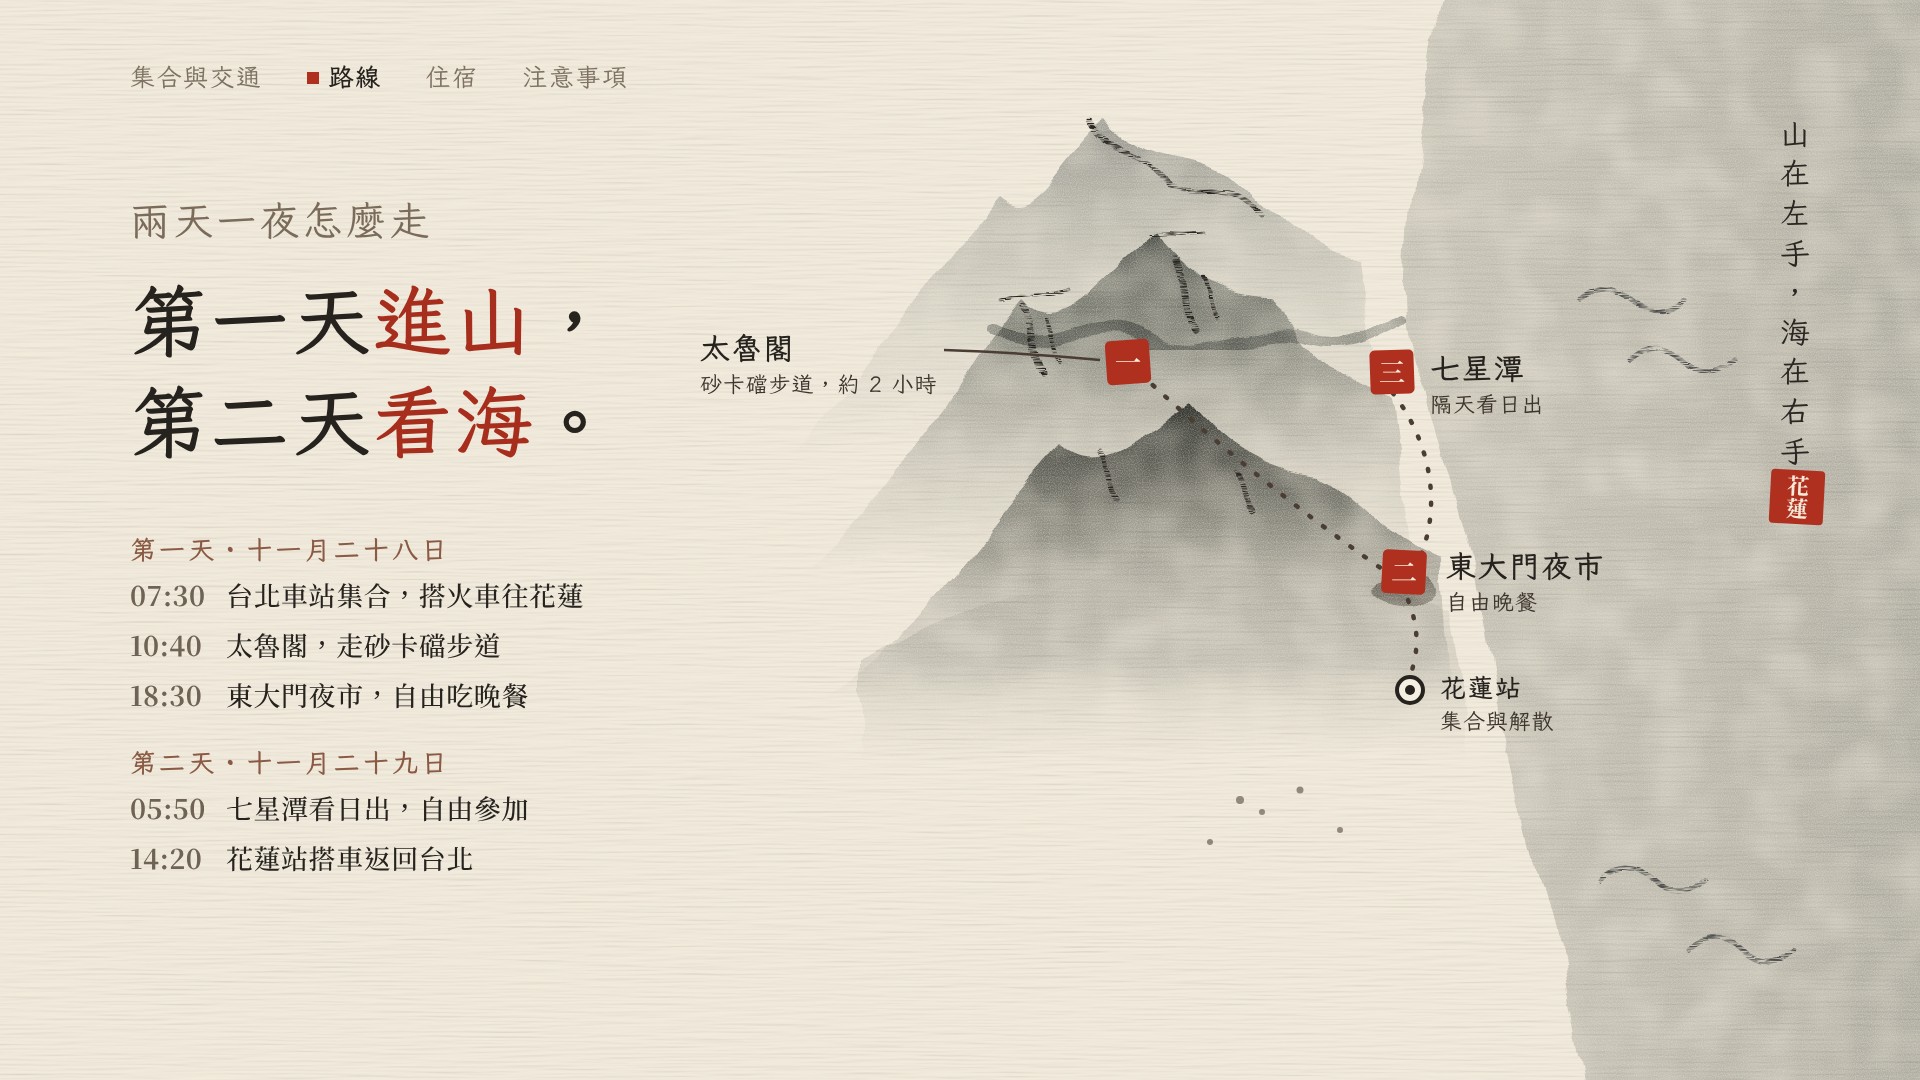 集合與交通
路線
住宿
注意事項
兩天一夜怎麼走
第一天進山，
第二天看海。
第一天・十一月二十八日
07:30 台北車站集合，搭火車往花蓮
10:40 太魯閣，走砂卡礑步道
18:30 東大門夜市，自由吃晚餐
第二天・十一月二十九日
05:50 七星潭看日出，自由參加
14:20 花蓮站搭車返回台北
太魯閣
砂卡礑步道，約 2 小時
一
三
七星潭
隔天看日出
二
東大門夜市
自由晚餐
花蓮站
集合與解散
山在左手，海在右手
花蓮